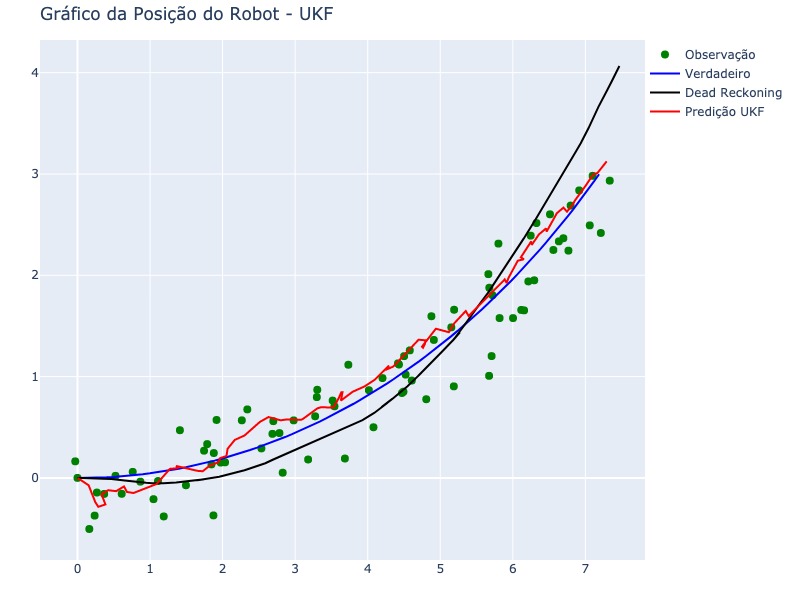 Gráfico da Posição do Robot - UKF
Observação
Verdadeiro
Dead Reckoning
Predição UKF
4
3
2
1
0
0 1 2 3 4 5 6 7